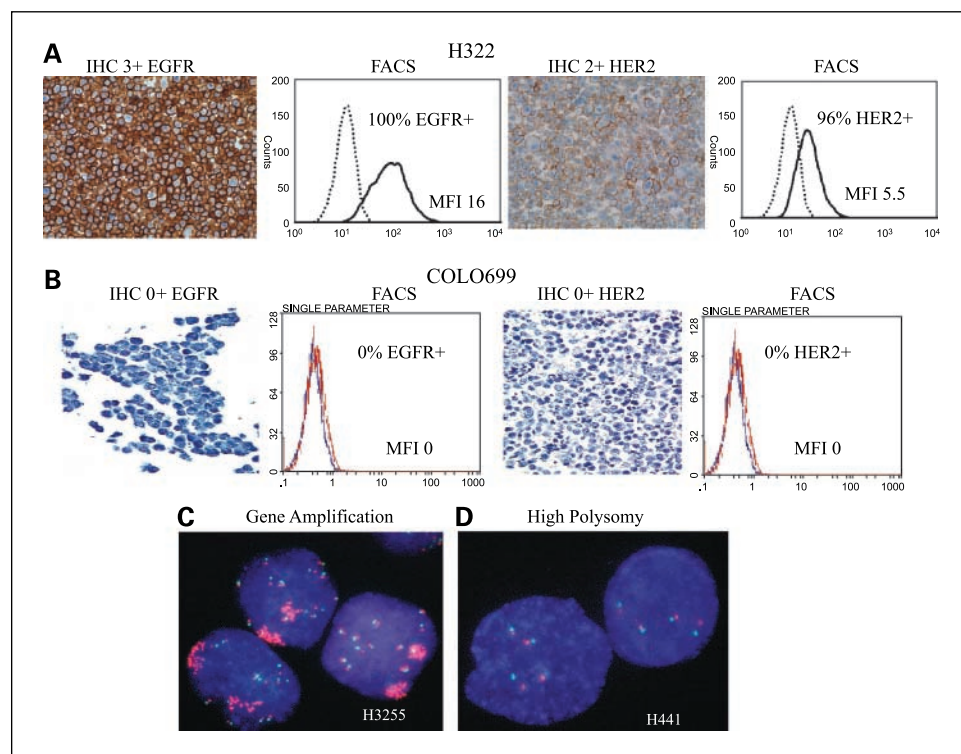 A
H322
IHC 3+ EGFR
FACS
IHC 2+ HER2
FACS
200
150
100
50
0
Counts
100% EGFR+
MFI 16
10⁰ 10¹ 10² 10³ 10⁴
200
150
100
50
0
Counts
96% HER2+
MFI 5.5
10⁰ 10¹ 10² 10³ 10⁴
B
COLO699
IHC 0+ EGFR
FACS
IHC 0+ HER2
FACS
SINGLE PARAMETER
128
96
64
32
0
0% EGFR+
MFI 0
.1 1 10 100 1000
SINGLE PARAMETER
128
96
64
32
0
0% HER2+
MFI 0
.1 1 10 100 1000
C
Gene Amplification
H3255
D
High Polysomy
H441